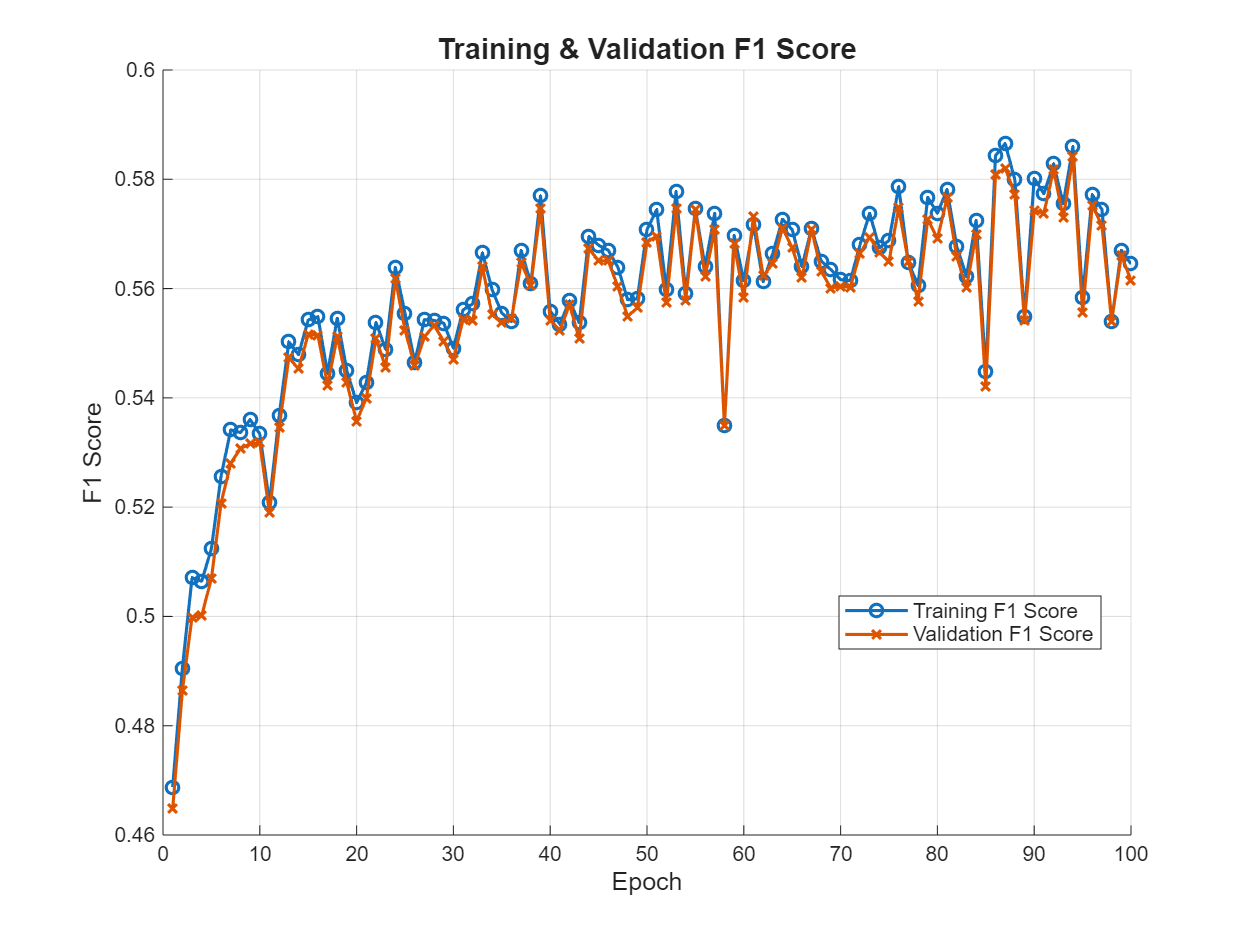 Training & Validation F1 Score
0.6
0.58
0.56
0.54
0.52
0.5
0.48
0.46
F1 Score
0 10 20 30 40 50 60 70 80 90 100
Epoch
Training F1 Score
Validation F1 Score